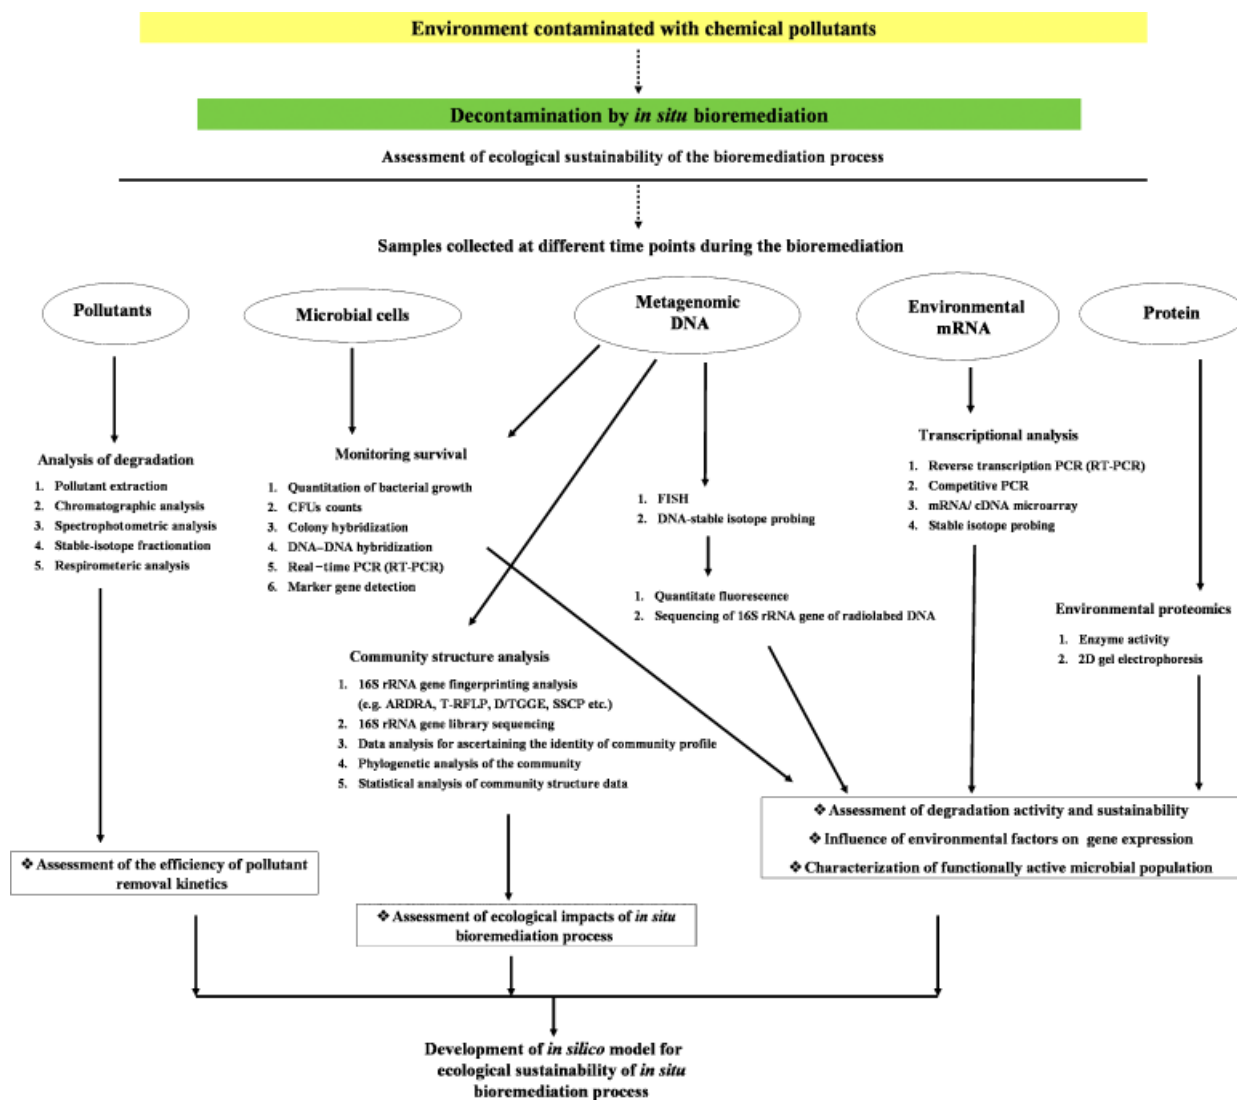 Environment contaminated with chemical pollutants
Decontamination by in situ bioremediation
Assessment of ecological sustainability of the bioremediation process
Samples collected at different time points during the bioremediation
Pollutants
Microbial cells
Metagenomic
DNA
Environmental
mRNA
Protein
Analysis of degradation
1. Pollutant extraction
2. Chromatographic analysis
3. Spectrophotometric analysis
4. Stable-isotope fractionation
5. Respirometeric analysis
Monitoring survival
1. Quantitation of bacterial growth
2. CFUs counts
3. Colony hybridization
4. DNA–DNA hybridization
5. Real–time PCR (RT-PCR)
6. Marker gene detection
1. FISH
2. DNA-stable isotope probing
1. Quantitate fluorescence
2. Sequencing of 16S rRNA gene of radiolabed DNA
Transcriptional analysis
1. Reverse transcription PCR (RT-PCR)
2. Competitive PCR
3. mRNA/ cDNA microarray
4. Stable isotope probing
Environmental proteomics
1. Enzyme activity
2. 2D gel electrophoresis
Community structure analysis
1. 16S rRNA gene fingerprinting analysis
(e.g. ARDRA, T-RFLP, D/TGGE, SSCP etc.)
2. 16S rRNA gene library sequencing
3. Data analysis for ascertaining the identity of community profile
4. Phylogenetic analysis of the community
5. Statistical analysis of community structure data
❖ Assessment of the efficiency of pollutant
removal kinetics
❖ Assessment of ecological impacts of in situ
bioremediation process
❖ Assessment of degradation activity and sustainability
❖ Influence of environmental factors on gene expression
❖ Characterization of functionally active microbial population
Development of in silico model for
ecological sustainability of in situ
bioremediation process